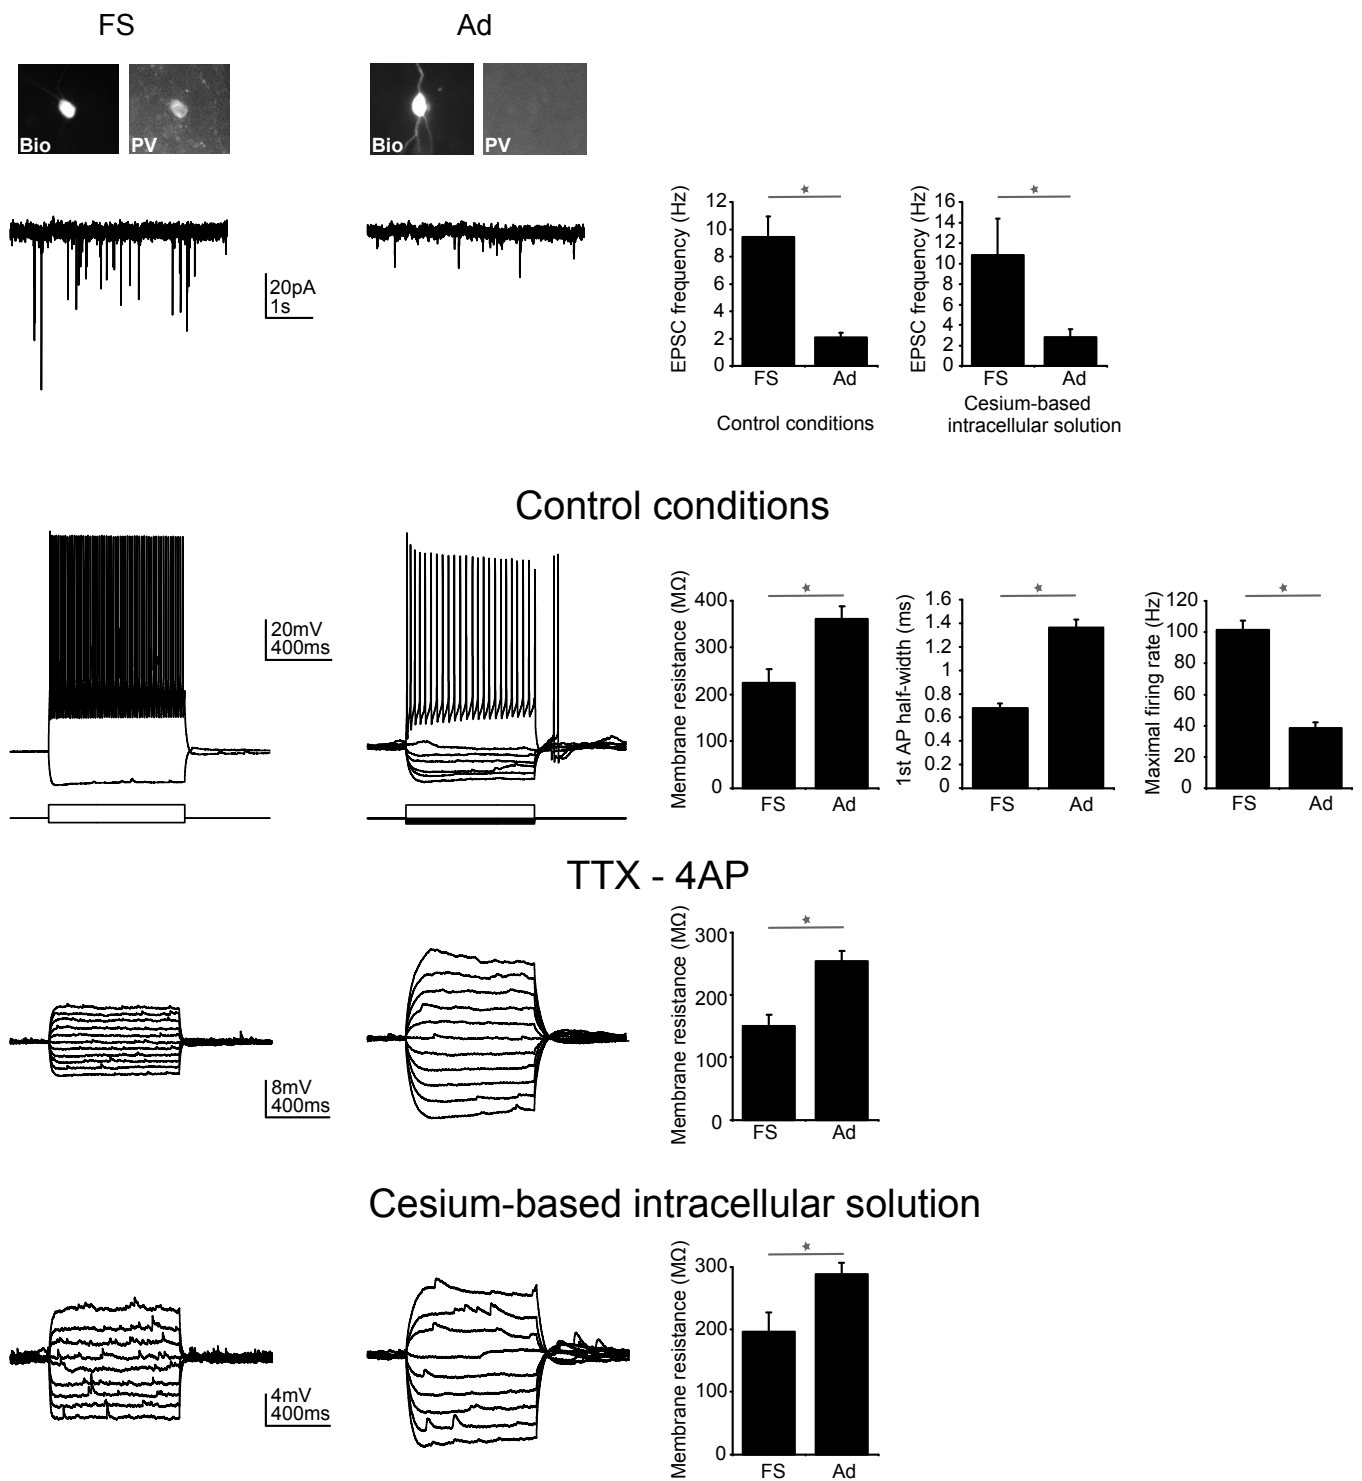 FS
Ad
Bio
PV
Bio
PV
20pA
1s
EPSC frequency (Hz)
12
10
8
6
4
2
0
FS
Ad
Control conditions
EPSC frequency (Hz)
16
14
12
10
8
6
4
2
0
FS
Ad
Cesium-based
intracellular solution
Control conditions
20mV
400ms
Membrane resistance (MΩ)
400
300
200
100
0
FS
Ad
1st AP half-width (ms)
1.6
1.4
1.2
1
0.8
0.6
0.4
0.2
0
FS
Ad
Maximal firing rate (Hz)
120
100
80
60
40
20
0
FS
Ad
TTX - 4AP
8mV
400ms
Membrane resistance (MΩ)
300
200
100
0
FS
Ad
Cesium-based intracellular solution
4mV
400ms
Membrane resistance (MΩ)
300
200
100
0
FS
Ad